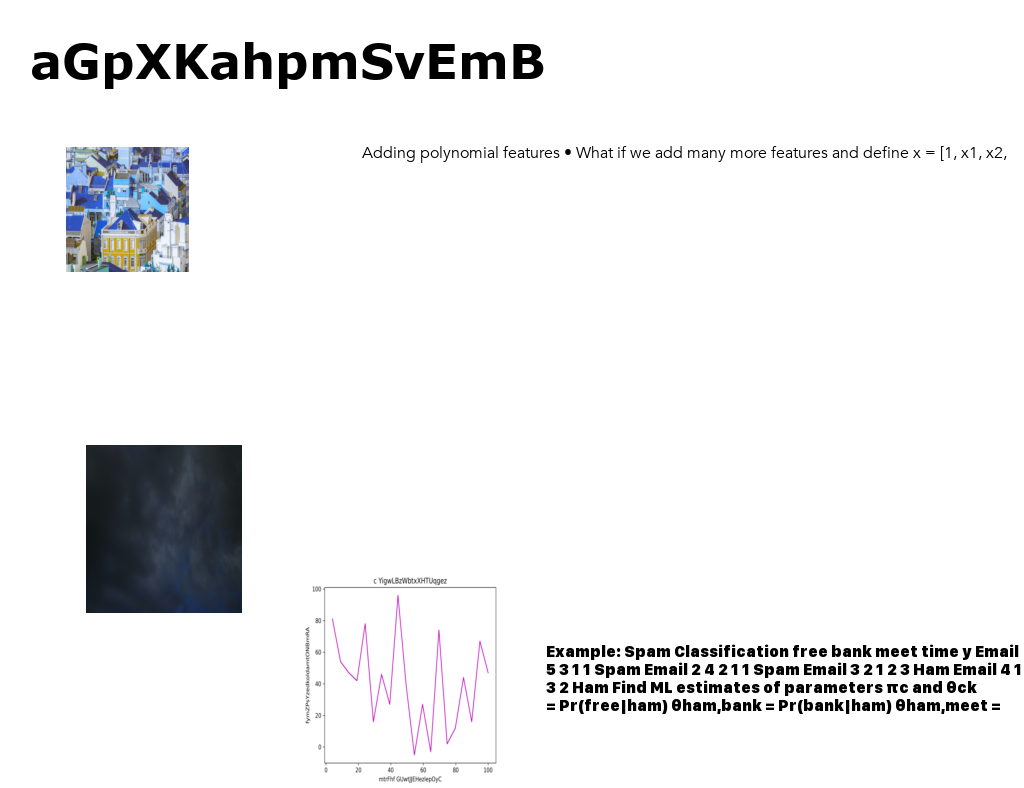 aGpXKahpmSvEmB
Adding polynomial features • What if we add many more features and define x = [1, x1, x2,
c YigwLBzWbtxXHTUqgez
100
80
60
40
20
0
0 20 40 60 80 100
Example: Spam Classification free bank meet time y Email
5 3 1 1 Spam Email 2 4 2 1 1 Spam Email 3 2 1 2 3 Ham Email 4 1
3 2 Ham Find ML estimates of parameters πc and θck
= Pr(free|ham) θham,bank = Pr(bank|ham) θham,meet =